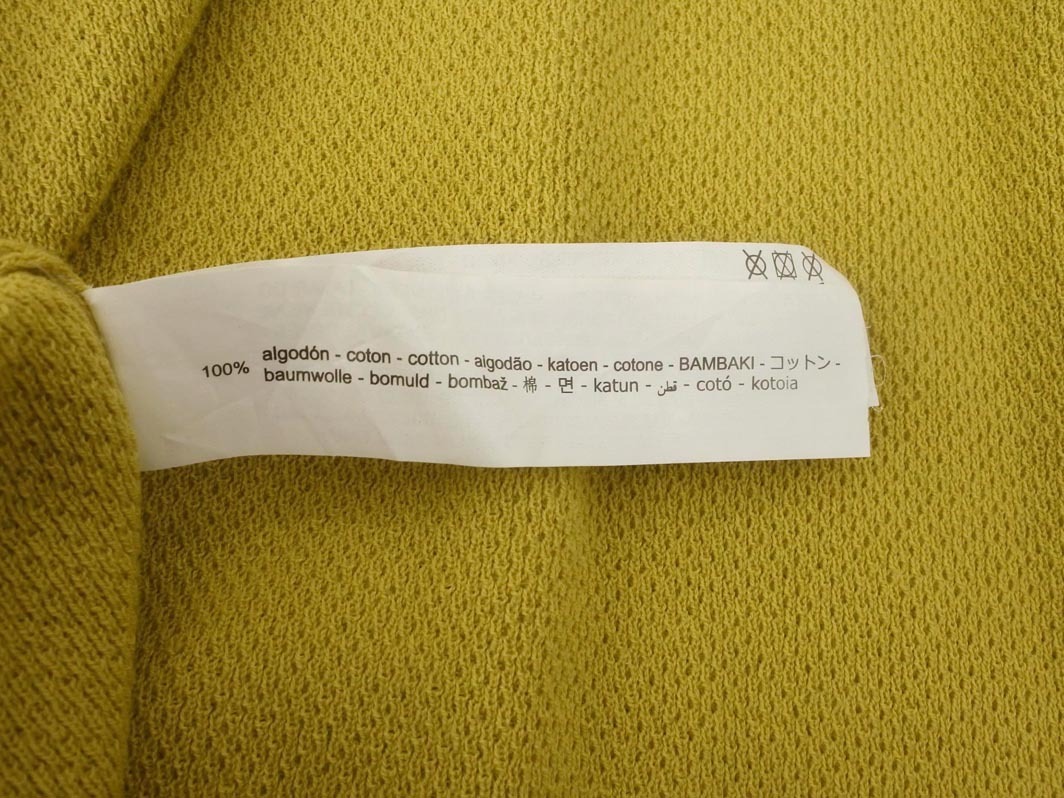 100% algodón - coton - cotton - algodão - katoen - cotone - BAMBAKI - コットン -
baumwolle - bomuld - bombaž - 棉 - 면 - katun - قطن - cotó - kotoia